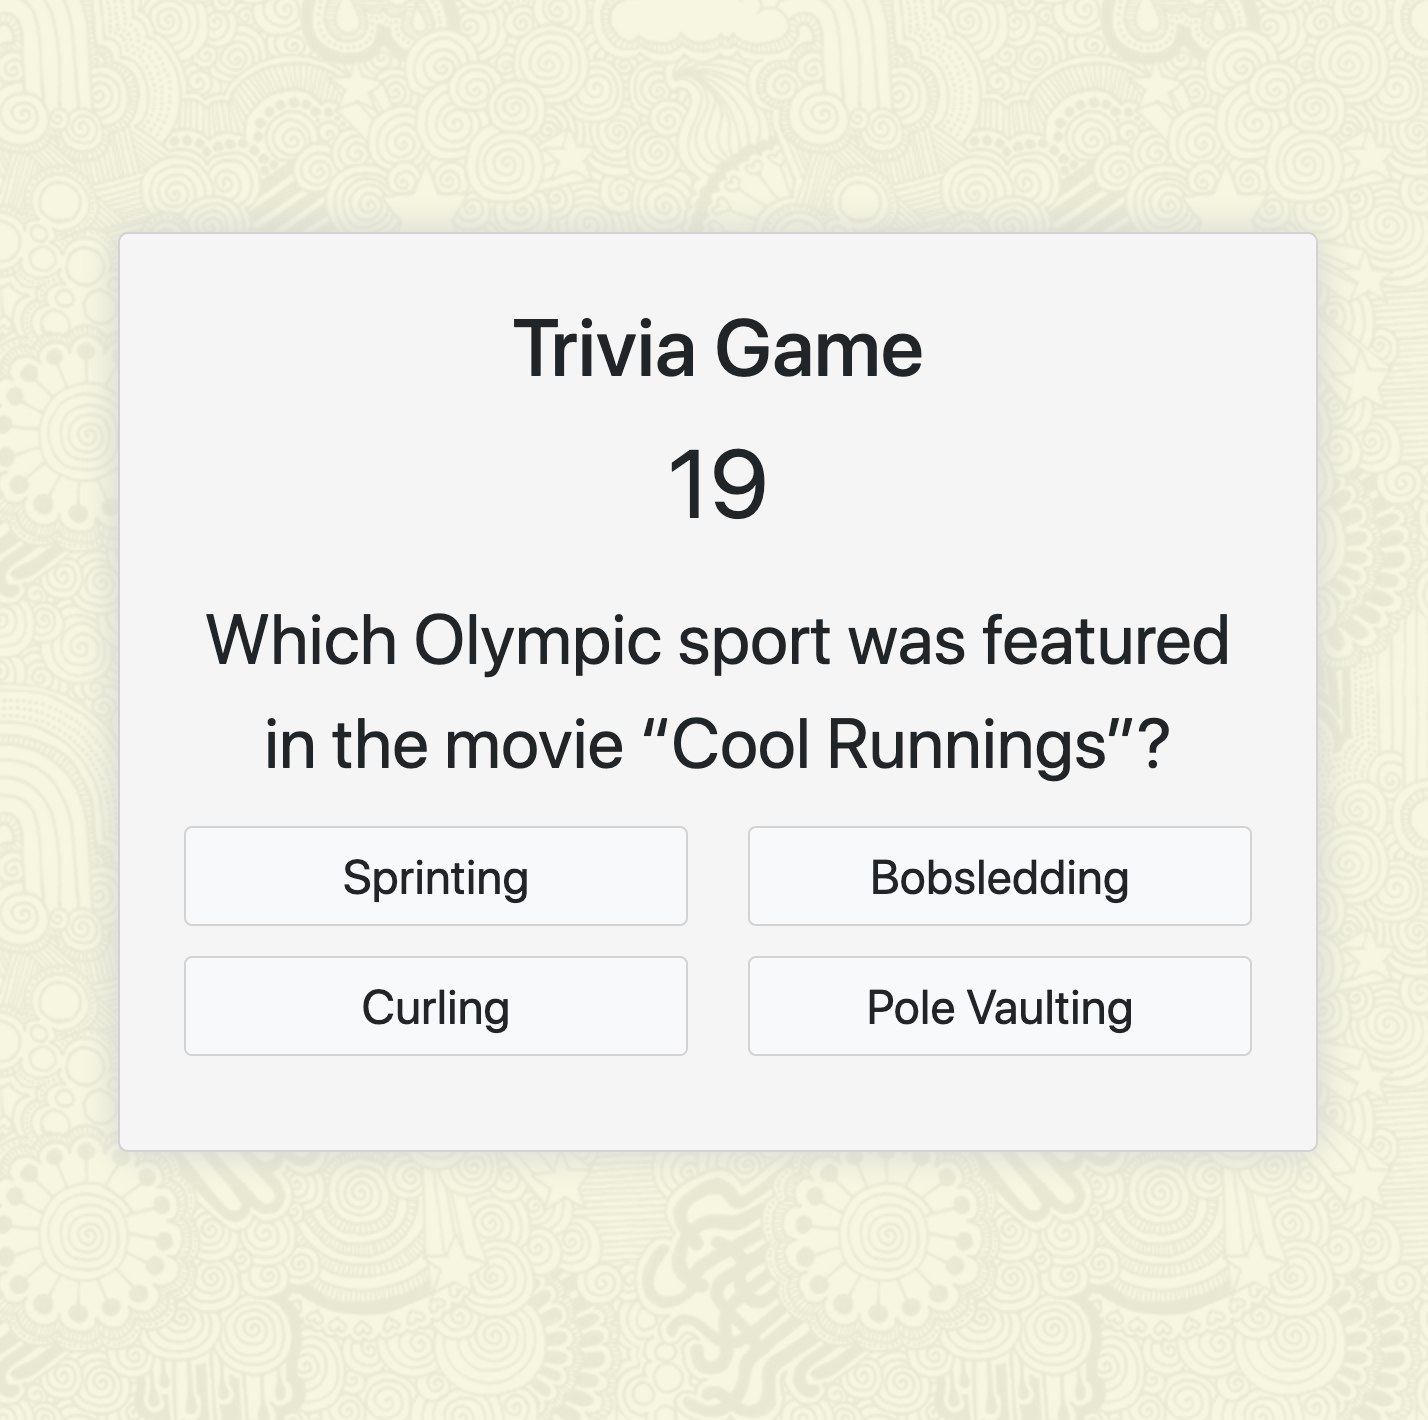 Trivia Game
19
Which Olympic sport was featured
in the movie “Cool Runnings”?
Sprinting
Bobsledding
Curling
Pole Vaulting